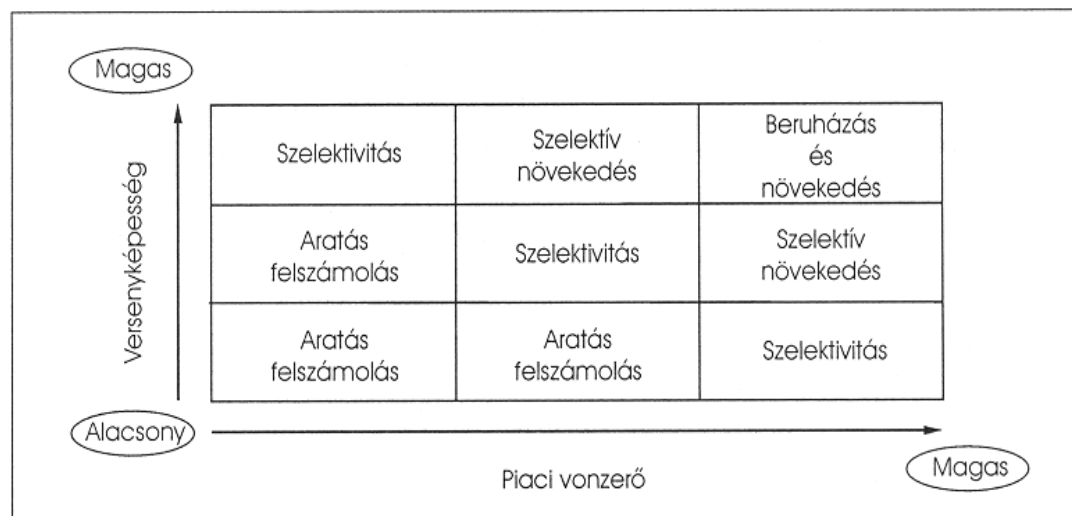 Magas
Versenyképesség
Szelektivitás
Szelektív
növekedés
Beruházás
és
növekedés
Aratás
felszámolás
Szelektivitás
Szelektív
növekedés
Aratás
felszámolás
Aratás
felszámolás
Szelektivitás
Alacsony
Piaci vonzerő
Magas